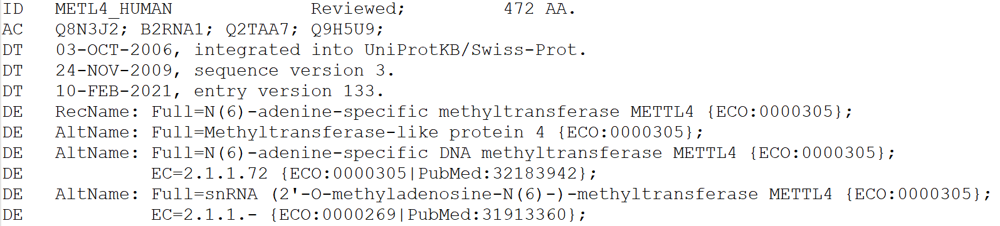 ID   METL4_HUMAN             Reviewed;         472 AA.
AC   Q8N3J2; B2RNA1; Q2TAA7; Q9H5U9;
DT   03-OCT-2006, integrated into UniProtKB/Swiss-Prot.
DT   24-NOV-2009, sequence version 3.
DT   10-FEB-2021, entry version 133.
DE   RecName: Full=N(6)-adenine-specific methyltransferase METTL4 {ECO:0000305};
DE   AltName: Full=Methyltransferase-like protein 4 {ECO:0000305};
DE   AltName: Full=N(6)-adenine-specific DNA methyltransferase METTL4 {ECO:0000305};
DE            EC=2.1.1.72 {ECO:0000305|PubMed:32183942};
DE   AltName: Full=snRNA (2'-O-methyladenosine-N(6)-)-methyltransferase METTL4 {ECO:0000305};
DE            EC=2.1.1.- {ECO:0000269|PubMed:31913360};